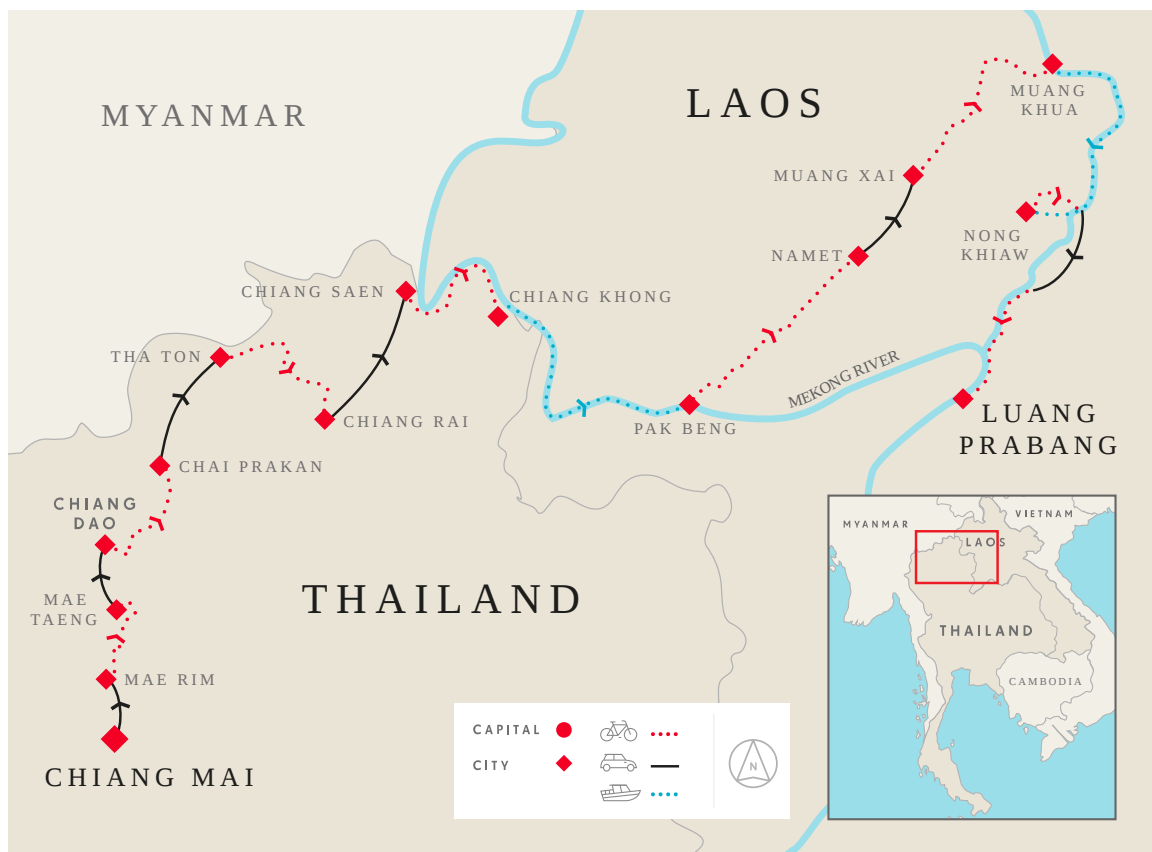 MYANMAR
LAOS
MUANG
KHUA
MUANG XAI
NONG
KHIAW
NAMET
CHIANG SAEN
CHIANG KHONG
THA TON
MEKONG RIVER
CHIANG RAI
PAK BENG
LUANG
PRABANG
CHAI PRAKAN
CHIANG
DAO
MAE
TAENG
THAILAND
MAE RIM
CHIANG MAI
CAPITAL
CITY
N
MYANMAR
VIETNAM
LAOS
THAILAND
CAMBODIA